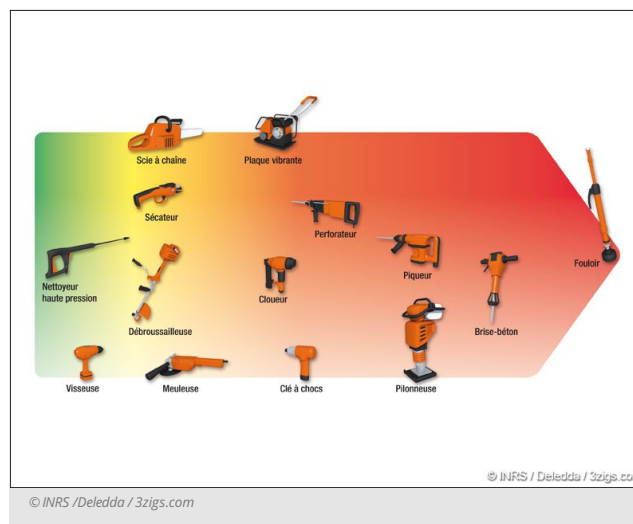 Scie à chaîne
Plaque vibrante
Sécateur
Perforateur
Nettoyeur
haute pression
Débroussailleuse
Cloueur
Piqueur
Fouloir
Brise-béton
Visseuse
Meuleuse
Clé à chocs
Pilonneuse
© INRS / Deledda / 3zigs.co
© INRS /Deledda / 3zigs.com